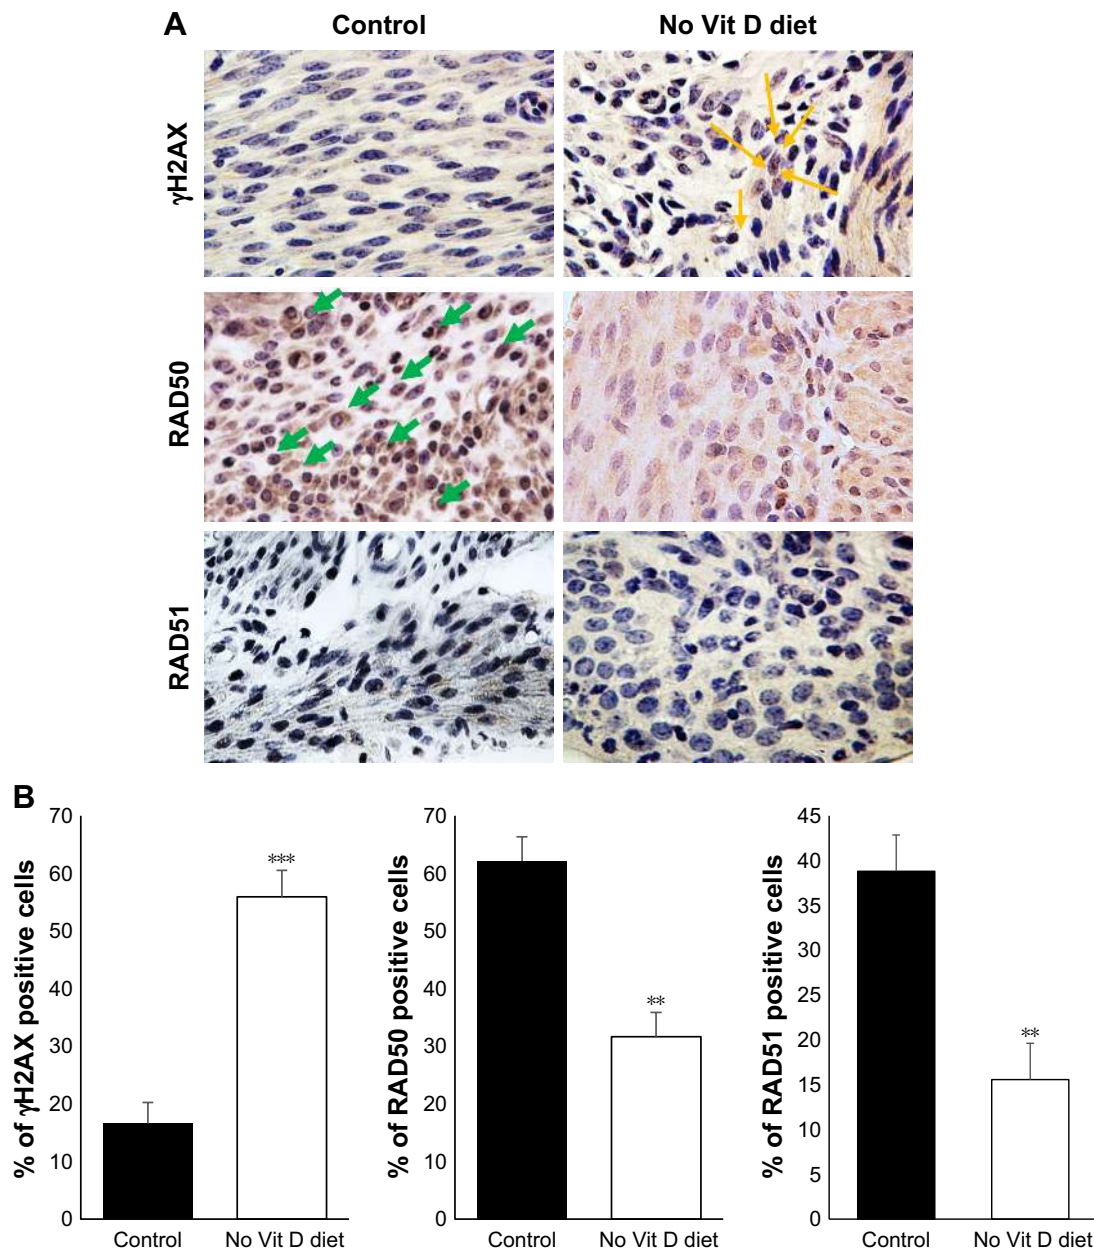 A
Control
No Vit D diet
γH2AX
RAD50
RAD51
B
% of γH2AX positive cells
70
60
50
40
30
20
10
0
***
Control
No Vit D diet
% of RAD50 positive cells
70
60
50
40
30
20
10
0
**
Control
No Vit D diet
% of RAD51 positive cells
45
40
35
30
25
20
15
10
5
0
**
Control
No Vit D diet